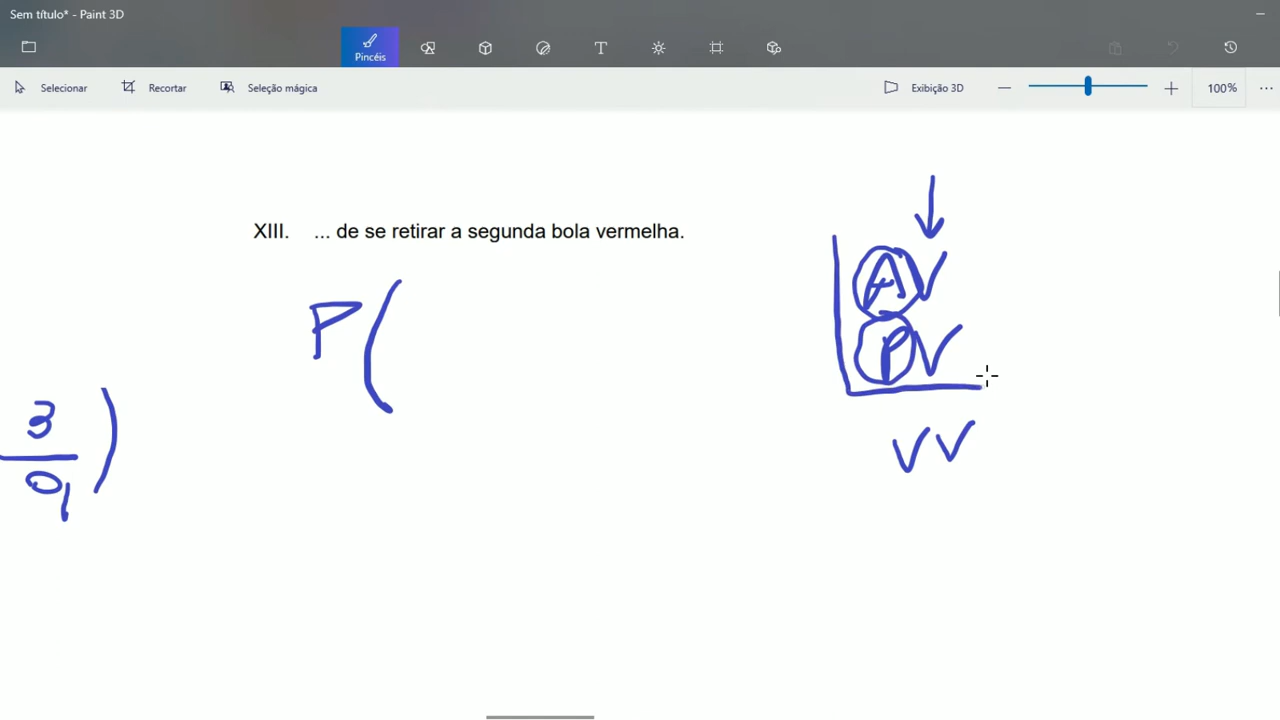 Sem título* - Paint 3D
Pincéis
Selecionar Recortar Seleção mágica Exibição 3D 100%
XIII. ... de se retirar a segunda bola vermelha.
P(
A V
P V
V V
3
9 )